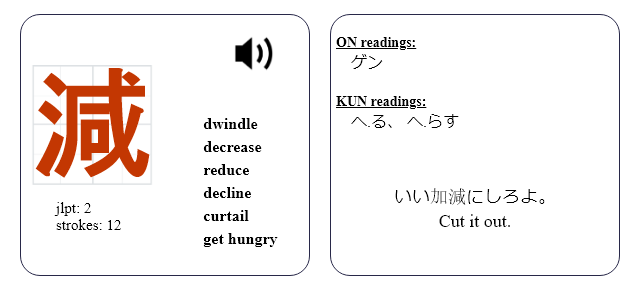 減
dwindle
decrease
reduce
decline
curtail
get hungry
jlpt: 2
strokes: 12
ON readings:
ゲン
KUN readings:
へ.る、 へ.らす
いい加減にしろよ。
Cut it out.